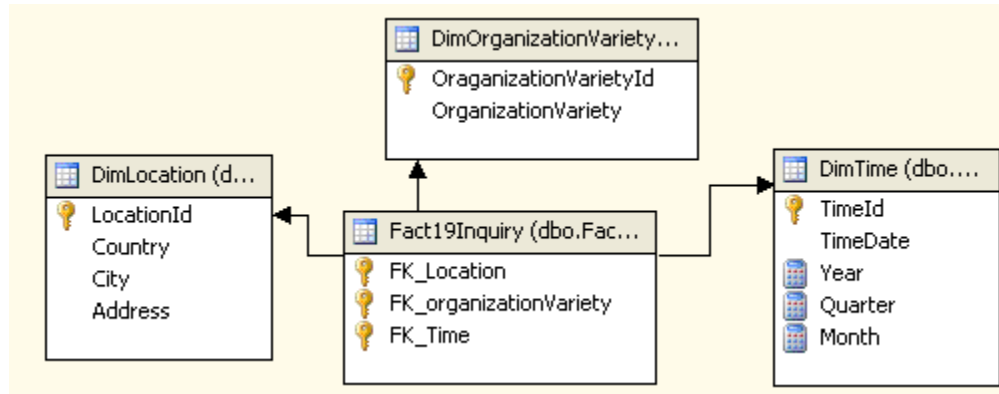 DimOrganizationVariety...
OraganizationVarietyId
OrganizationVariety
DimLocation (d...
LocationId
Country
City
Address
Fact19Inquiry (dbo.Fac...
FK_Location
FK_organizationVariety
FK_Time
DimTime (dbo....
TimeId
TimeDate
Year
Quarter
Month